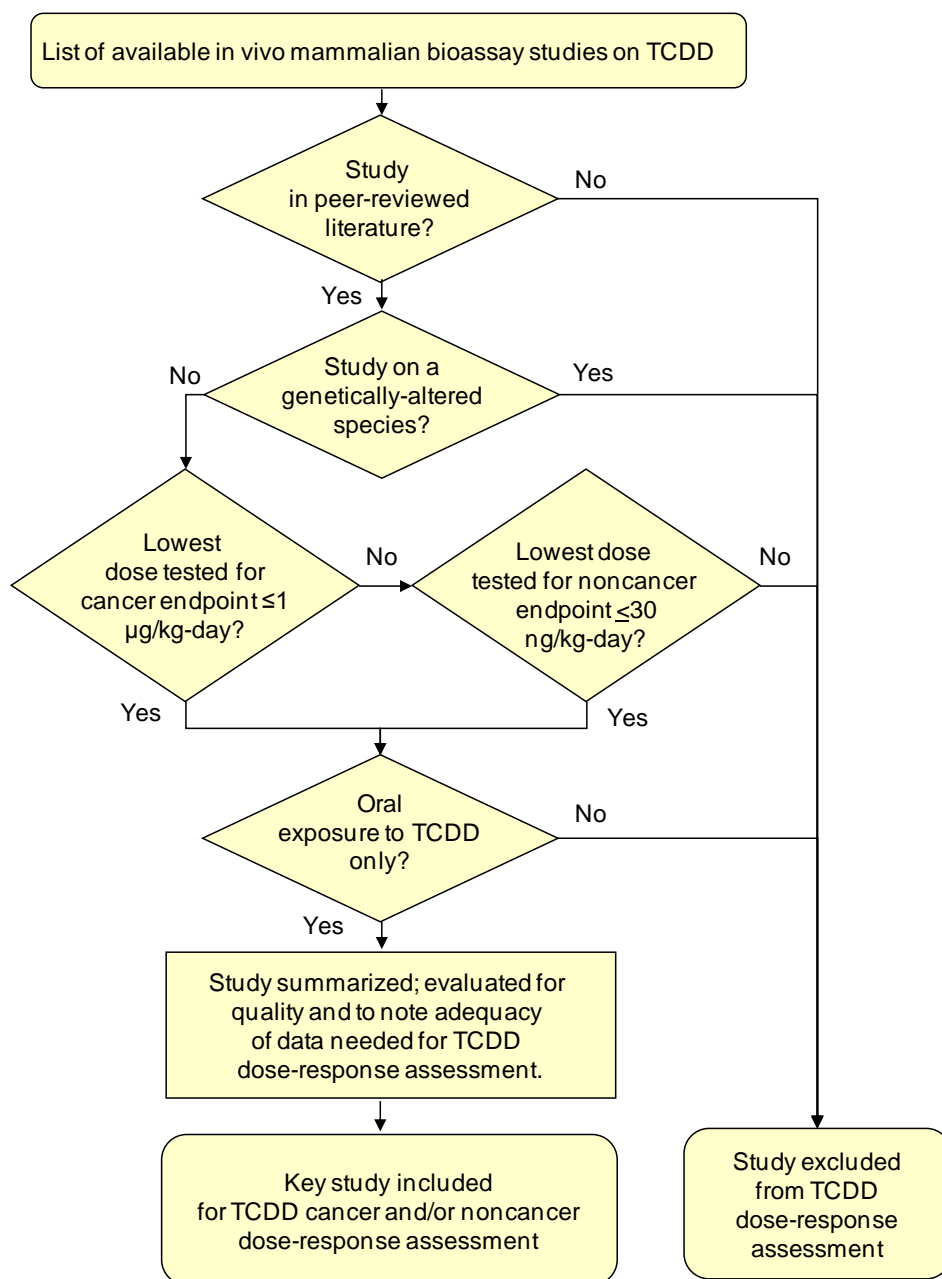 List of available in vivo mammalian bioassay studies on TCDD
Study
in peer-reviewed
literature?
No
Yes
Study on a
genetically-altered
species?
No
Yes
Lowest
dose tested for
cancer endpoint ≤1
µg/kg-day?
No
Lowest dose
tested for noncancer
endpoint ≤30
ng/kg-day?
No
Yes
Yes
Oral
exposure to TCDD
only?
No
Yes
Study summarized; evaluated for
quality and to note adequacy
of data needed for TCDD
dose-response assessment.
Key study included
for TCDD cancer and/or noncancer
dose-response assessment
Study excluded
from TCDD
dose-response
assessment